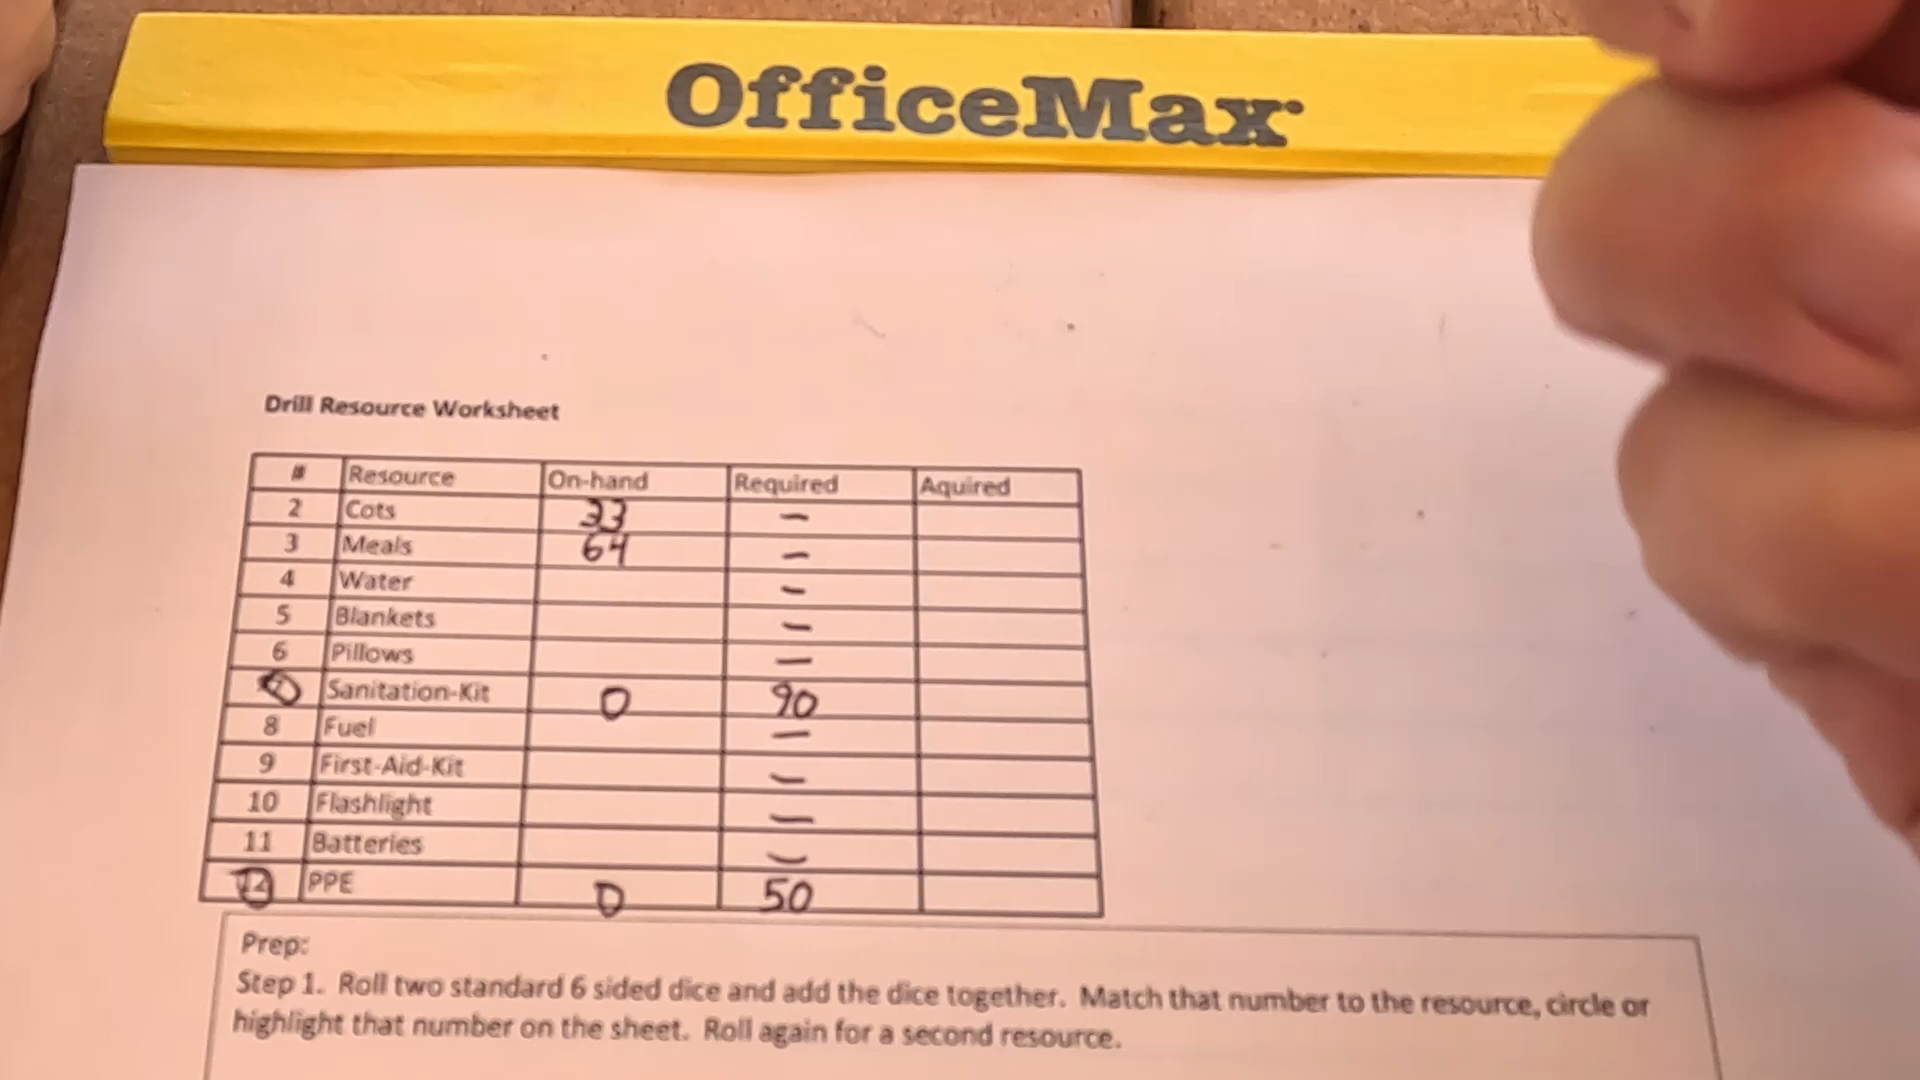 OfficeMax
Drill Resource Worksheet
# Resource On-hand Required Aquired
2 Cots 33 –
3 Meals 64 –
4 Water –
5 Blankets –
6 Pillows –
Sanitation-Kit 0 90
8 Fuel –
9 First-Aid-Kit –
10 Flashlight –
11 Batteries –
12 PPE 0 50
Prep:
Step 1. Roll two standard 6 sided dice and add the dice together. Match that number to the resource, circle or
highlight that number on the sheet. Roll again for a second resource.